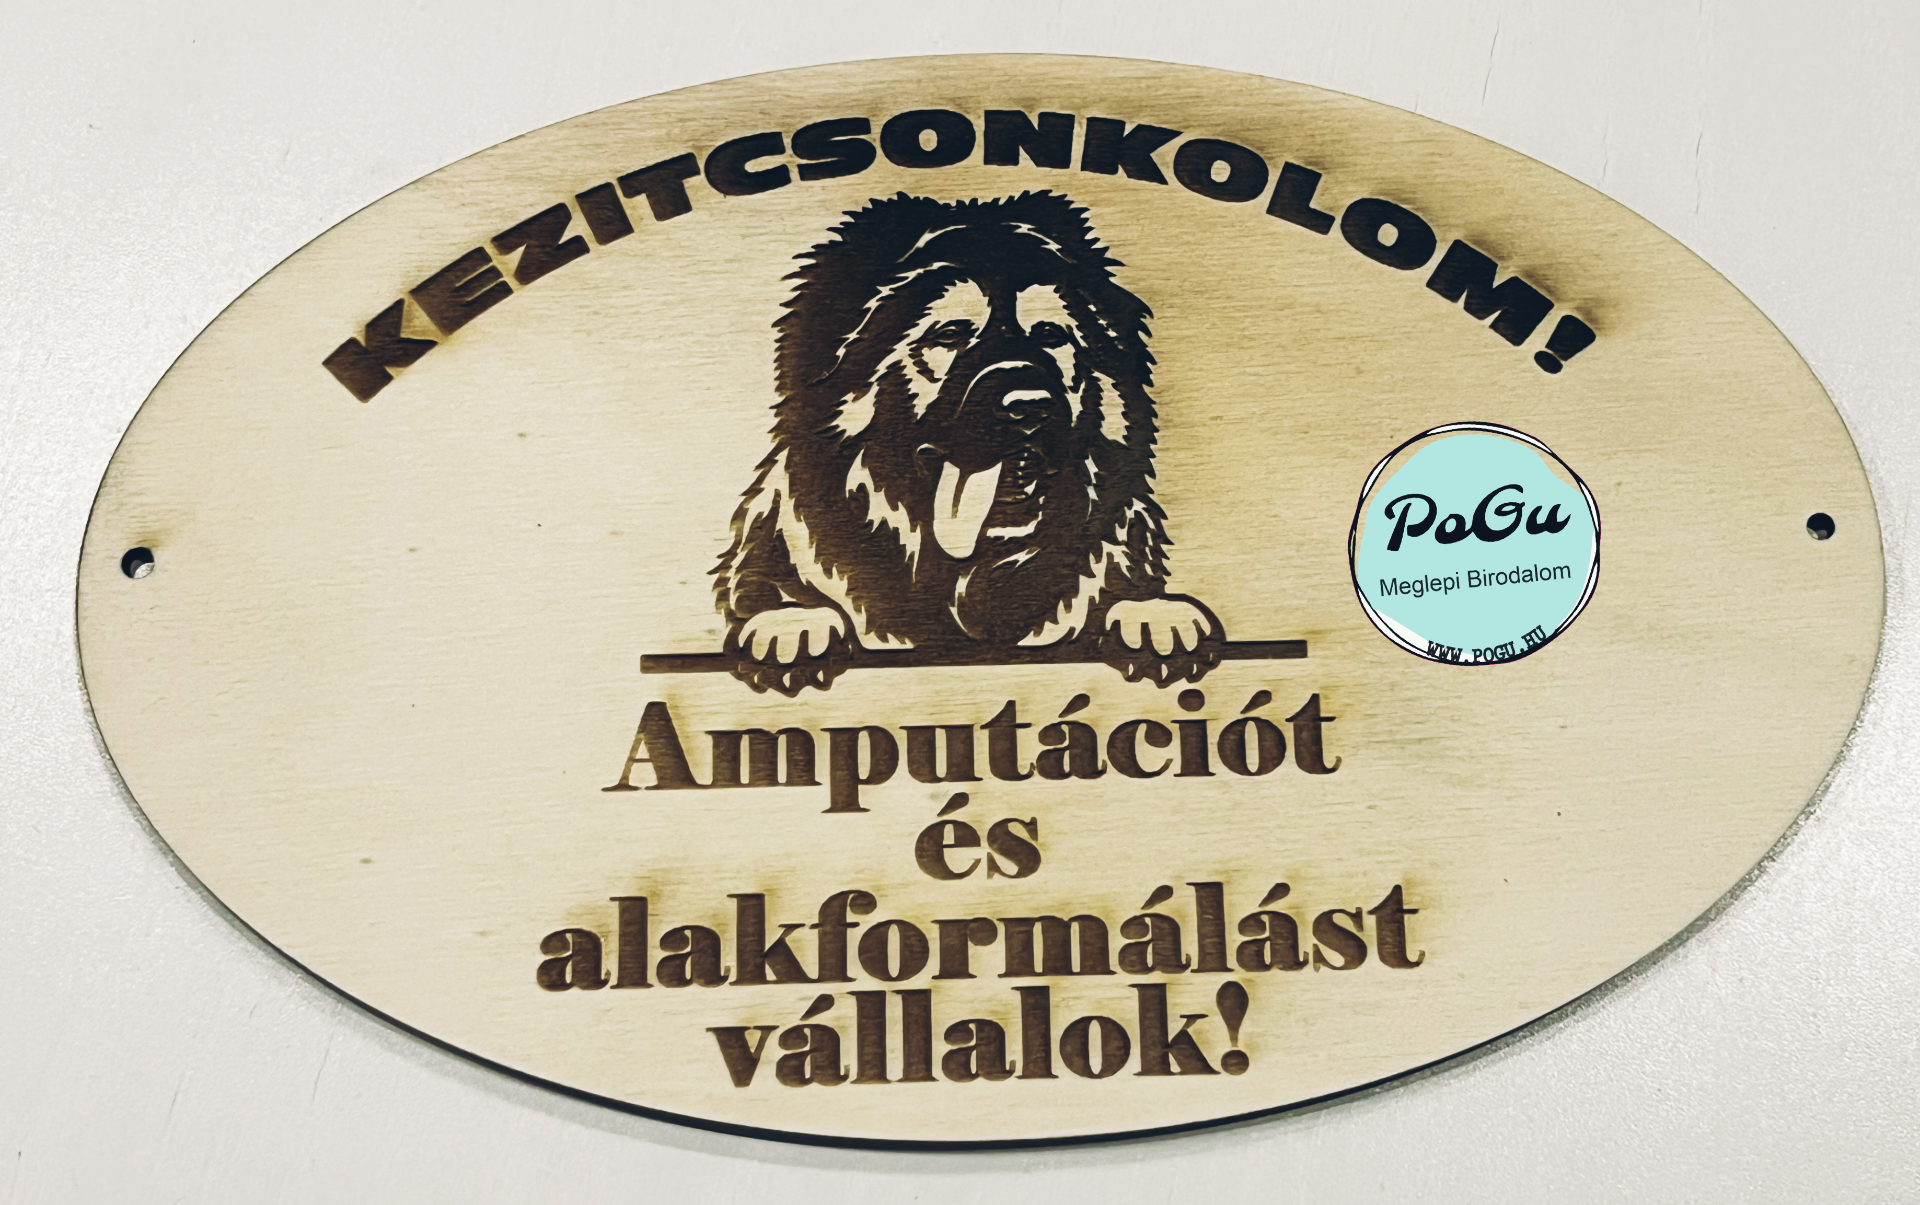 KEZITCSONKOLOM!
PoGu
Meglepi Birodalom
WWW.POGU.HU
Amputációt
és
alakformálást
vállalok!